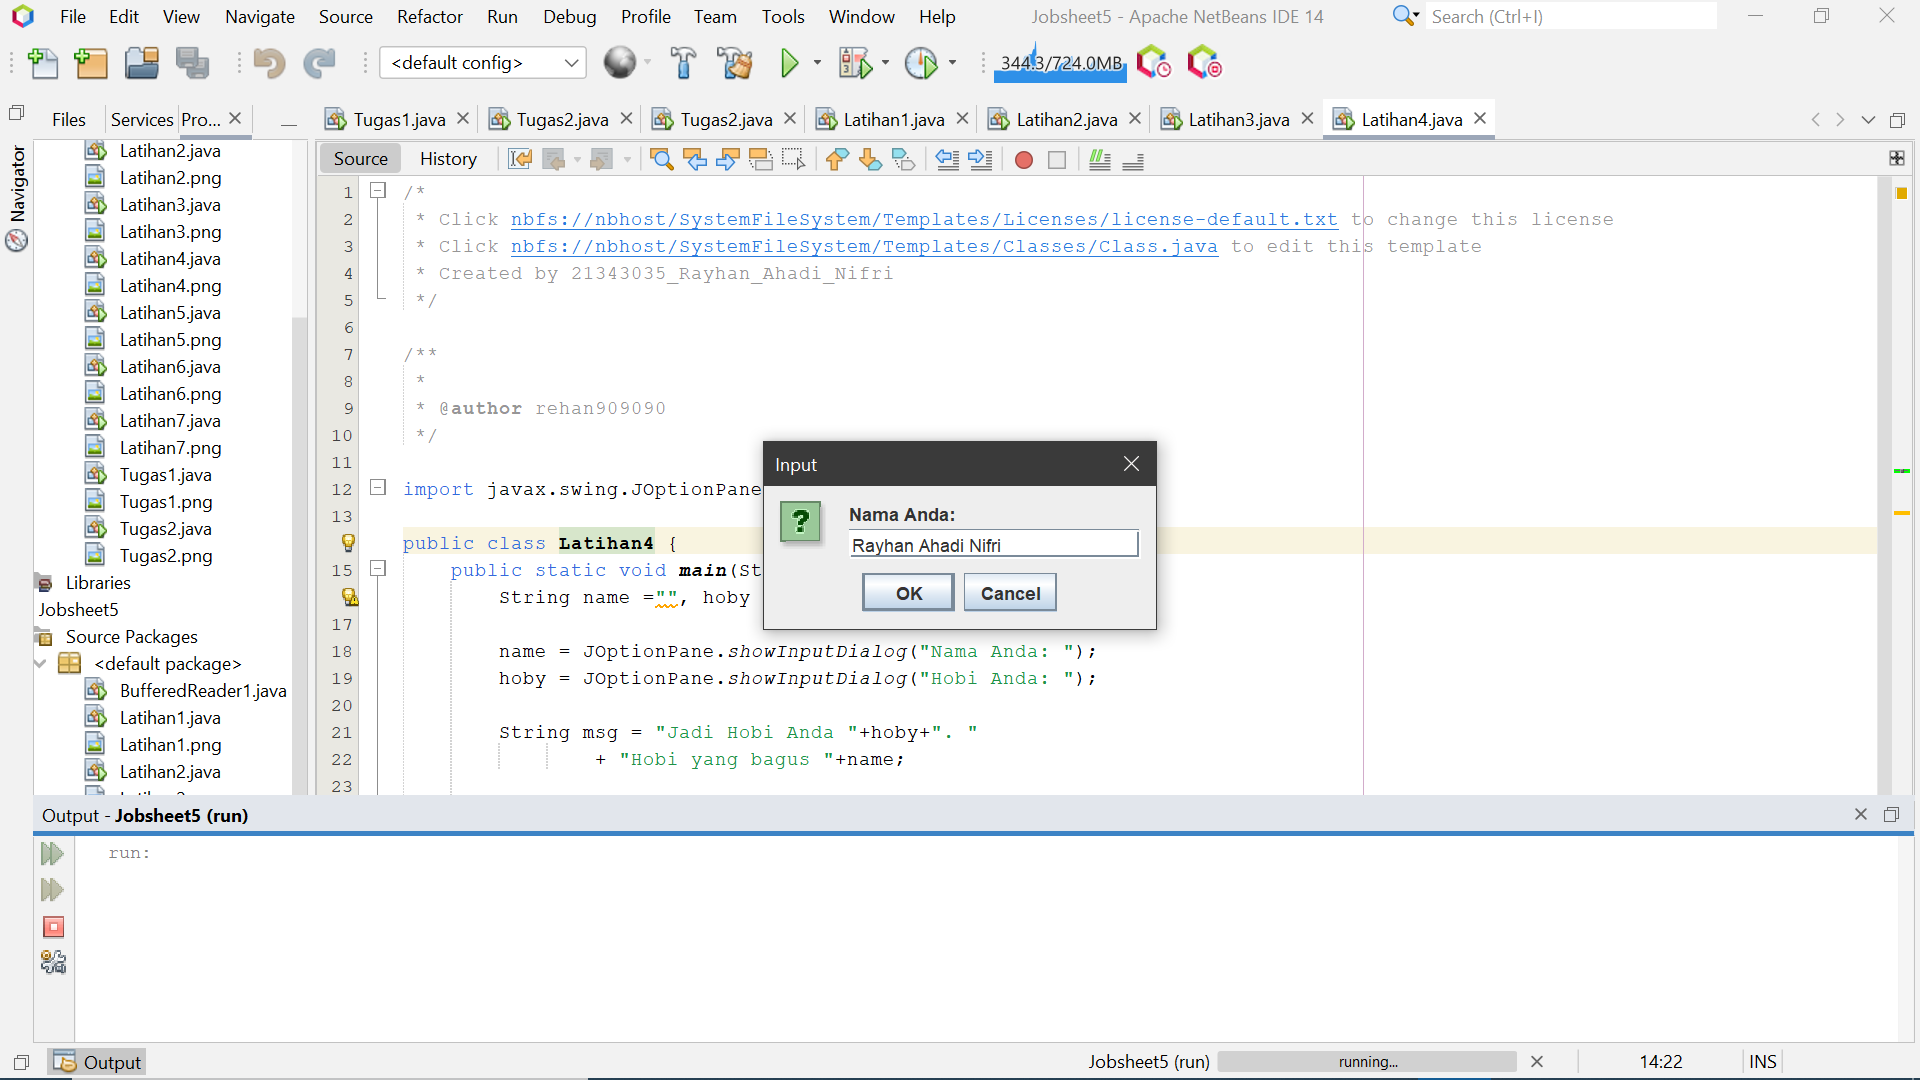 File Edit View Navigate Source Refactor Run Debug Profile Team Tools Window Help
Jobsheet5 - Apache NetBeans IDE 14
Search (Ctrl+I)
<default config>
344.3/724.0MB
Files Services Pro...
Tugas1.java Tugas2.java Tugas2.java Latihan1.java Latihan2.java Latihan3.java Latihan4.java
Navigator
Latihan2.java
Latihan2.png
Latihan3.java
Latihan3.png
Latihan4.java
Latihan4.png
Latihan5.java
Latihan5.png
Latihan6.java
Latihan6.png
Latihan7.java
Latihan7.png
Tugas1.java
Tugas1.png
Tugas2.java
Tugas2.png
Libraries
Jobsheet5
Source Packages
<default package>
BufferedReader1.java
Latihan1.java
Latihan1.png
Latihan2.java
Source History
1 /*
2 * Click nbfs://nbhost/SystemFileSystem/Templates/Licenses/license-default.txt to change this license
3 * Click nbfs://nbhost/SystemFileSystem/Templates/Classes/Class.java to edit this template
4 * Created by 21343035_Rayhan_Ahadi_Nifri
5 */
6
7 /**
8 *
9 * @author rehan909090
10 */
11
12 import javax.swing.JOptionPane
13
public class Latihan4 {
15 public static void main(St
String name ="", hoby
17
18 name = JOptionPane.showInputDialog("Nama Anda: ");
19 hoby = JOptionPane.showInputDialog("Hobi Anda: ");
20
21 String msg = "Jadi Hobi Anda "+hoby+". "
22 + "Hobi yang bagus "+name;
23
Input
?
Nama Anda:
Rayhan Ahadi Nifri
OK Cancel
Output - Jobsheet5 (run)
run:
Output
Jobsheet5 (run)
running...
14:22
INS